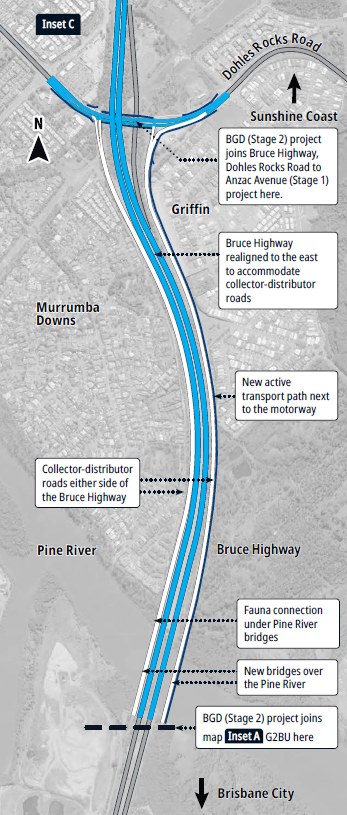 Inset C
Dohles Rocks Road
Sunshine Coast
N
BGD (Stage 2) project
joins Bruce Highway,
Dohles Rocks Road to
Anzac Avenue (Stage 1)
project here.
Griffin
Bruce Highway
realigned to the east
to accommodate
collector-distributor
roads
Murrumba
Downs
New active
transport path next
to the motorway
Collector-distributor
roads either side of
the Bruce Highway
Pine River
Bruce Highway
Fauna connection
under Pine River
bridges
New bridges over
the Pine River
BGD (Stage 2) project joins
map Inset A G2BU here
Brisbane City